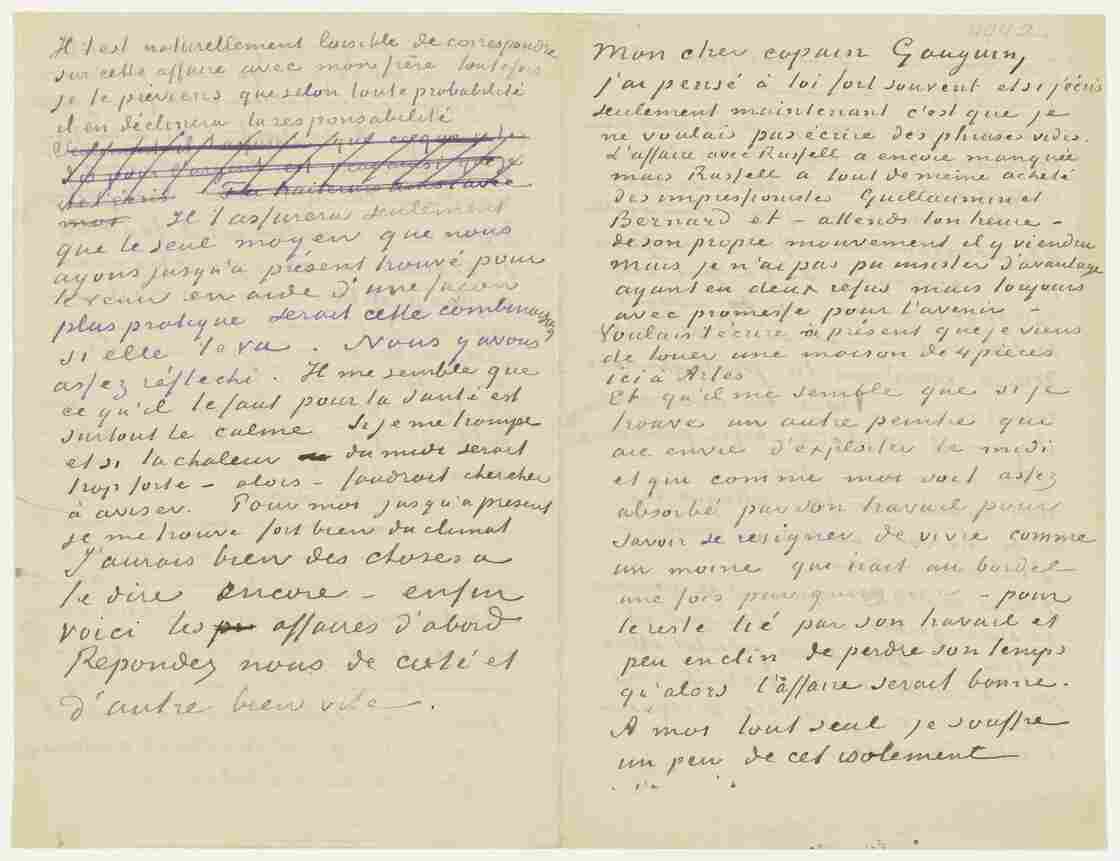 Il t'est naturellement loisible de correspondre
sur cette affaire avec mon frère toutefois
je te préviens que selon toute probabilité
il en déclinera la responsabilité
mot Il t'assurera seulement
que le seul moyen que nous
ayons jusqu'à présent trouvé pour
te venir en aide d'une façon
plus pratique serait cette combinaison
si elle te va. Nous y avons
assez réfléchi. Il me semble que
ce qu'il te faut pour ta santé est
surtout le calme Si je me trompe
et si la chaleur du midi serait
trop forte – alors – faudrait chercher
à aviser. Pour moi jusqu'à présent
je me trouve fort bien du climat
J'aurais bien des choses a
te dire encore – enfin
voici les affaires d'abord
Repondez nous de coté et
d'autre bien vite.
Mon cher copain Gauguin,
j'ai pensé à toi fort souvent et si j'écris
seulement maintenant c'est que je
ne voulais pas écrire des phrases vides.
L'affaire avec Russell a encore manquée
mais Russell a tout de même acheté
des impressionistes Guillaumin et
Bernard et – attends ton heure –
de son propre mouvement il y viendra
mais je n'ai pas pu insister d'avantage
ayant eu deux refus mais toujours
avec promesse pour l'avenir –
Voulais t'écrire à présent que je viens
de louer une maison de 4 pièces
ici à Arles
Et qu'il me semble que si je
trouve un autre peintre qui
aie envie d'exploiter le midi
et qui comme moi soit assez
absorbé par son travail pour
savoir se resigner de vivre comme
un moine qui irait au bordel
une fois par quinzaine – pour
le reste lié par son travail et
peu enclin de perdre son temps
qu'alors l'affaire serait bonne.
A moi tout seul je souffre
un peu de cet isolement